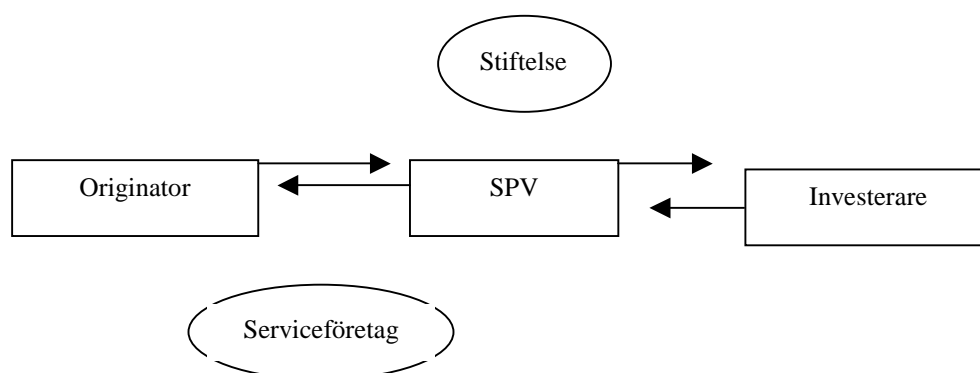 Stiftelse
Originator
SPV
Investerare
Serviceföretag